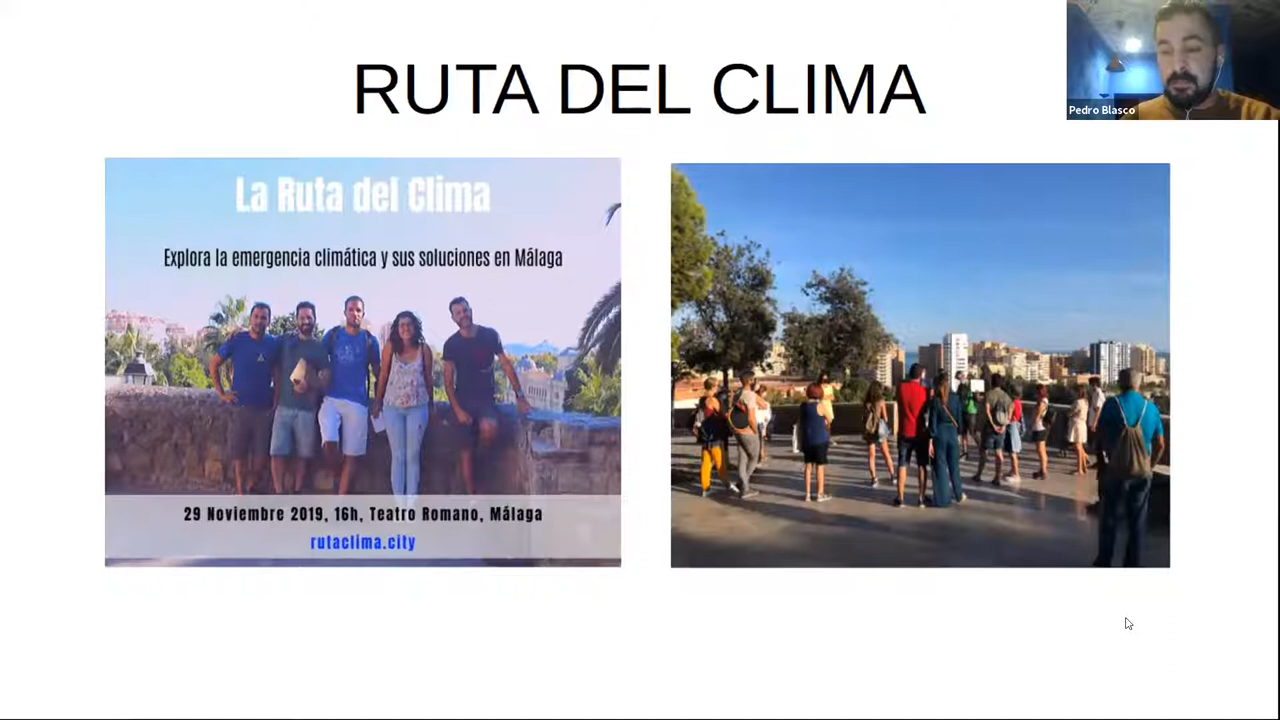 RUTA DEL CLIMA
Pedro Blasco
La Ruta del Clima
Explora la emergencia climática y sus soluciones en Málaga
29 Noviembre 2019, 16h, Teatro Romano, Málaga
rutaclima.city